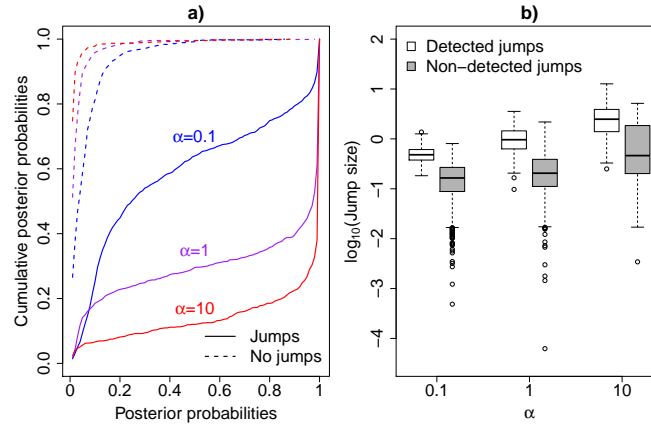 a)
Cumulative posterior probabilities
1.0
0.8
0.6
0.4
0.2
0.0
α=0.1
α=1
α=10
Jumps
No jumps
0 0.2 0.4 0.6 0.8 1
Posterior probabilities
b)
log10(Jump size)
2
1
0
-1
-2
-3
-4
Detected jumps
Non-detected jumps
0.1 1 10
α